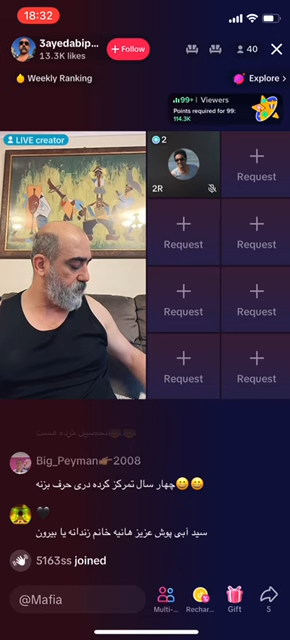 18:32
3ayedabip...
13.3K likes
+ Follow
40
Weekly Ranking
Explore >
99+ | Viewers
Points required for 99:
114.3K
LIVE creator
2
2R
+ Request
+ Request
+ Request
+ Request
+ Request
+ Request
+ Request
Big_Peyman👉🏽2008
چهار سال تمرکز کرده دری حرف بزنه😀😀
🖤
سید آبی پوش عزیز هانیه خانم زندانه یا بیرون
5163ss joined
@Mafia
Multi-...
Rechar...
Gift
5